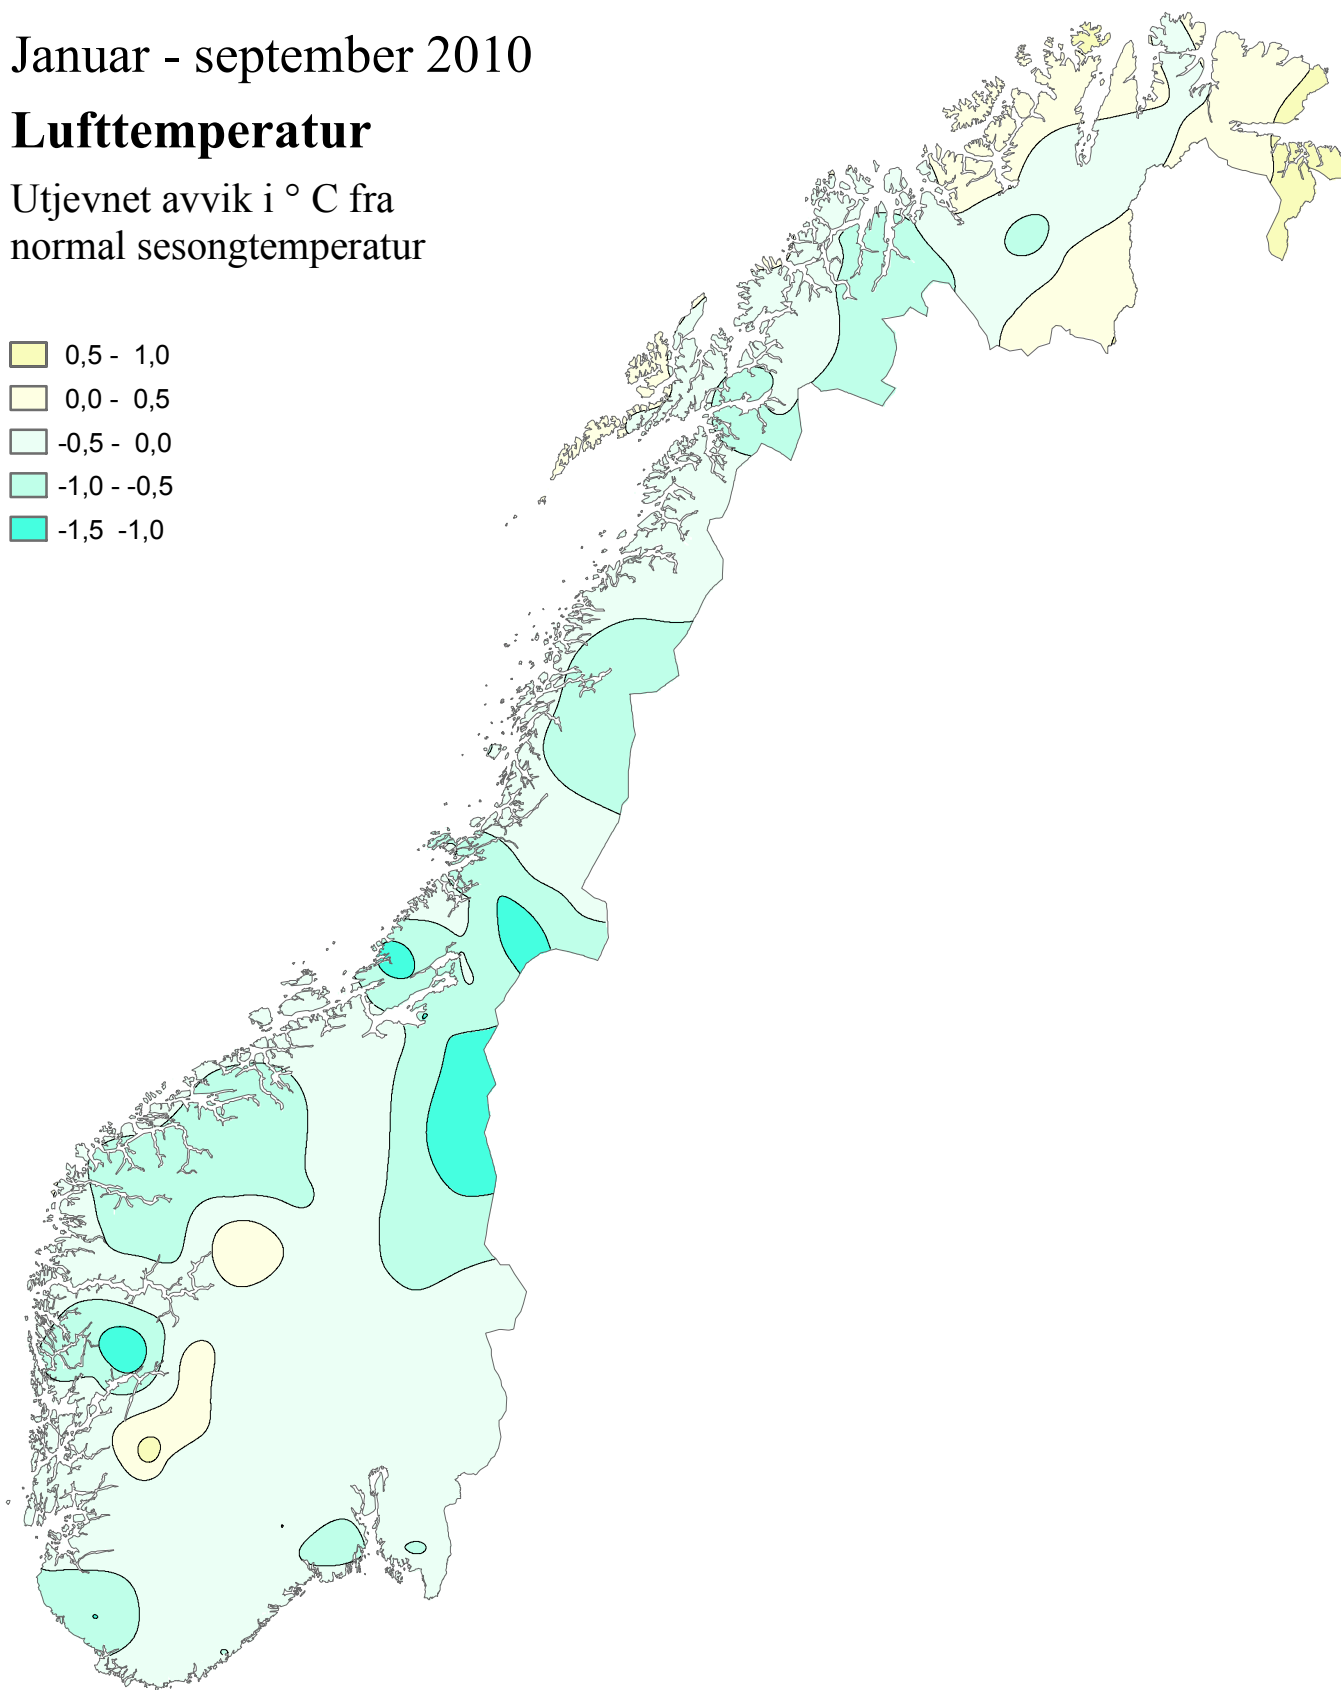 Januar - september 2010
Lufttemperatur
Utjevnet avvik i ° C fra
normal sesongtemperatur
0,5 - 1,0
0,0 - 0,5
-0,5 - 0,0
-1,0 - -0,5
-1,5 -1,0